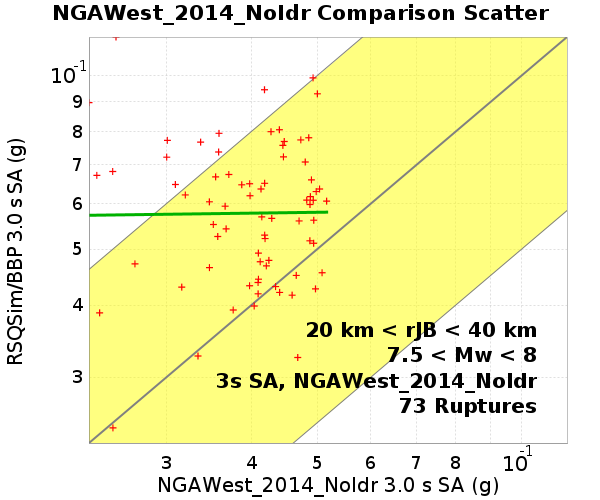 NGAWest_2014_NoIdr Comparison Scatter
RSQSim/BBP 3.0 s SA (g)
10⁻¹
9
8
7
6
5
4
3
20 km < rJB < 40 km
7.5 < Mw < 8
3s SA, NGAWest_2014_NoIdr
73 Ruptures
3 4 5 6 7 8 10⁻¹
NGAWest_2014_NoIdr 3.0 s SA (g)